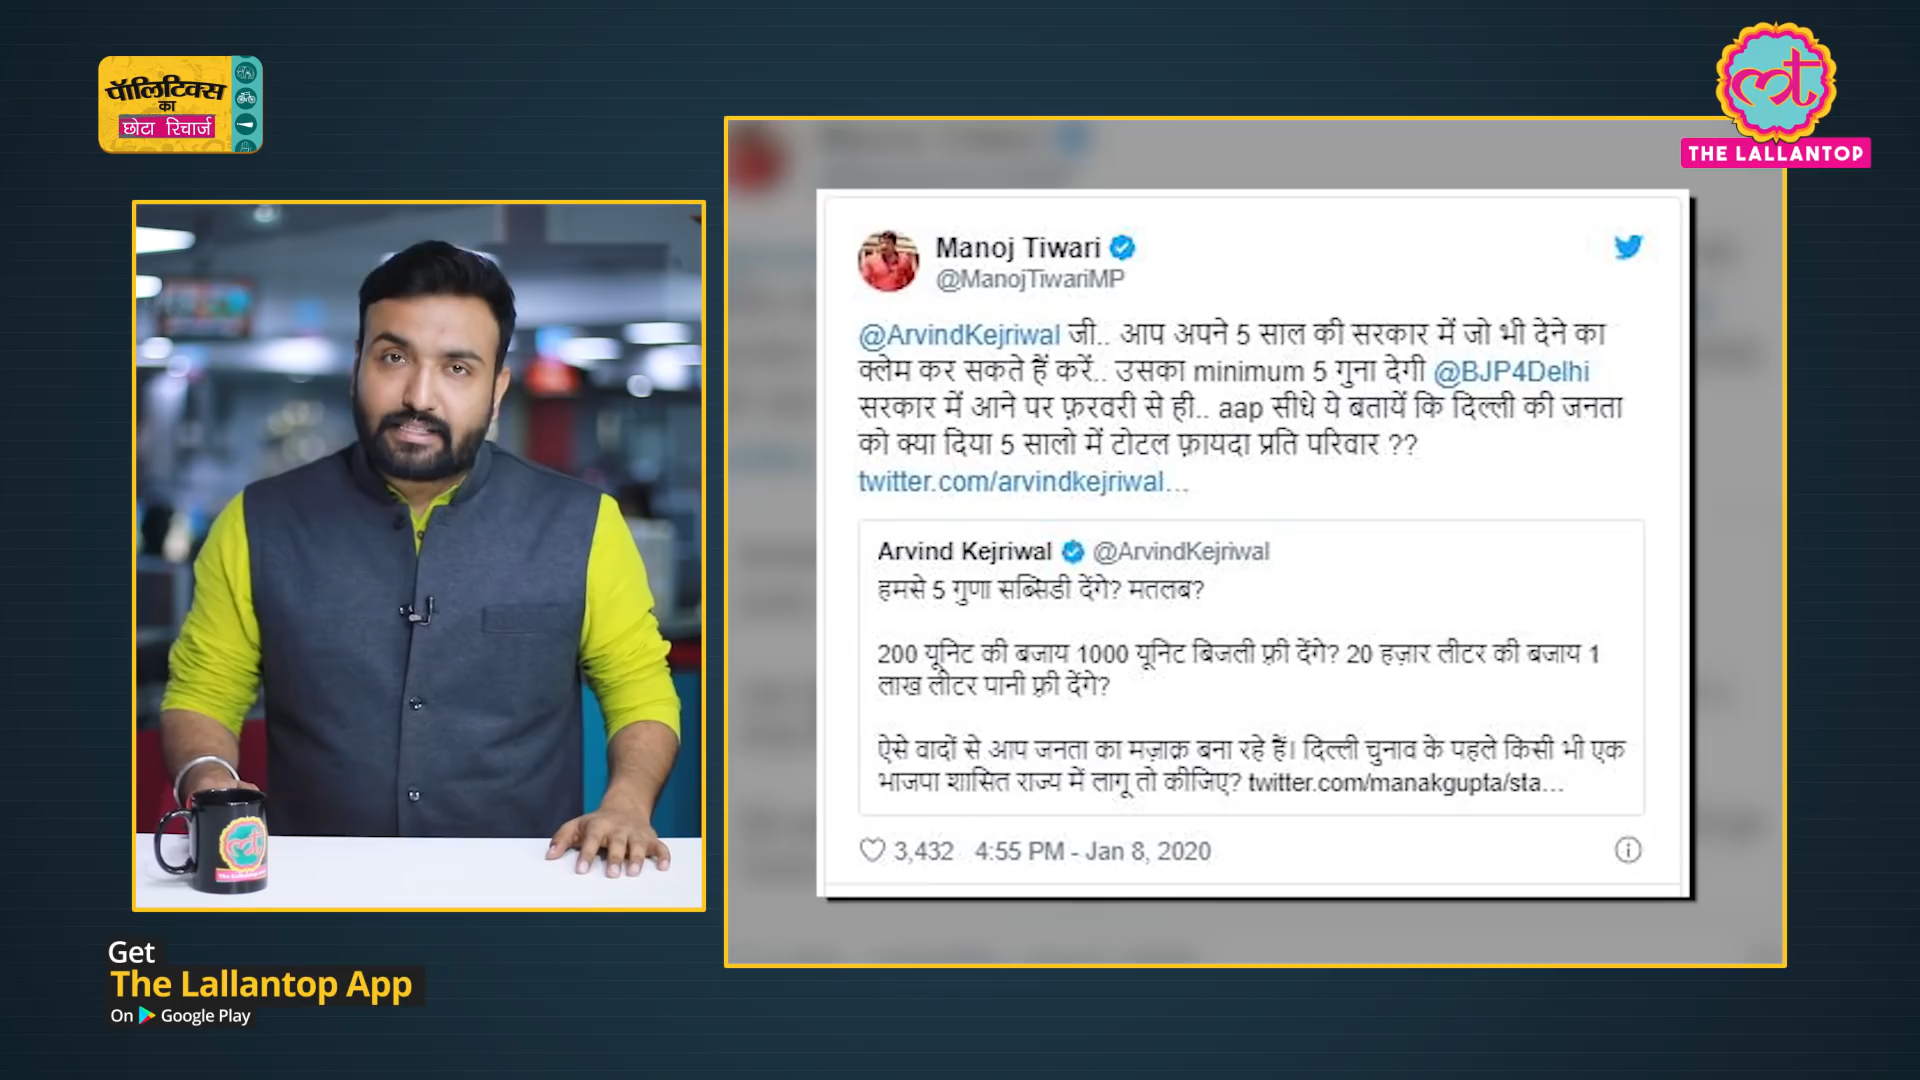 पॉलिटिक्स
का
छोटा रिचार्ज
THE LALLANTOP
Manoj Tiwari
@ManojTiwariMP
@ArvindKejriwal जी.. आप अपने 5 साल की सरकार में जो भी देने का
क्लेम कर सकते हैं करें.. उसका minimum 5 गुना देगी @BJP4Delhi
सरकार में आने पर फ़रवरी से ही.. aap सीधे ये बतायें कि दिल्ली की जनता
को क्या दिया 5 सालो में टोटल फ़ायदा प्रति परिवार ??
twitter.com/arvindkejriwal…
Arvind Kejriwal @ArvindKejriwal
हमसे 5 गुणा सब्सिडी देंगे? मतलब?
200 यूनिट की बजाय 1000 यूनिट बिजली फ़्री देंगे? 20 हज़ार लीटर की बजाय 1
लाख लीटर पानी फ़्री देंगे?
ऐसे वादों से आप जनता का मज़ाक़ बना रहे हैं। दिल्ली चुनाव के पहले किसी भी एक
भाजपा शासित राज्य में लागू तो कीजिए? twitter.com/manakgupta/sta…
3,432 4:55 PM - Jan 8, 2020
Get
The Lallantop App
On Google Play